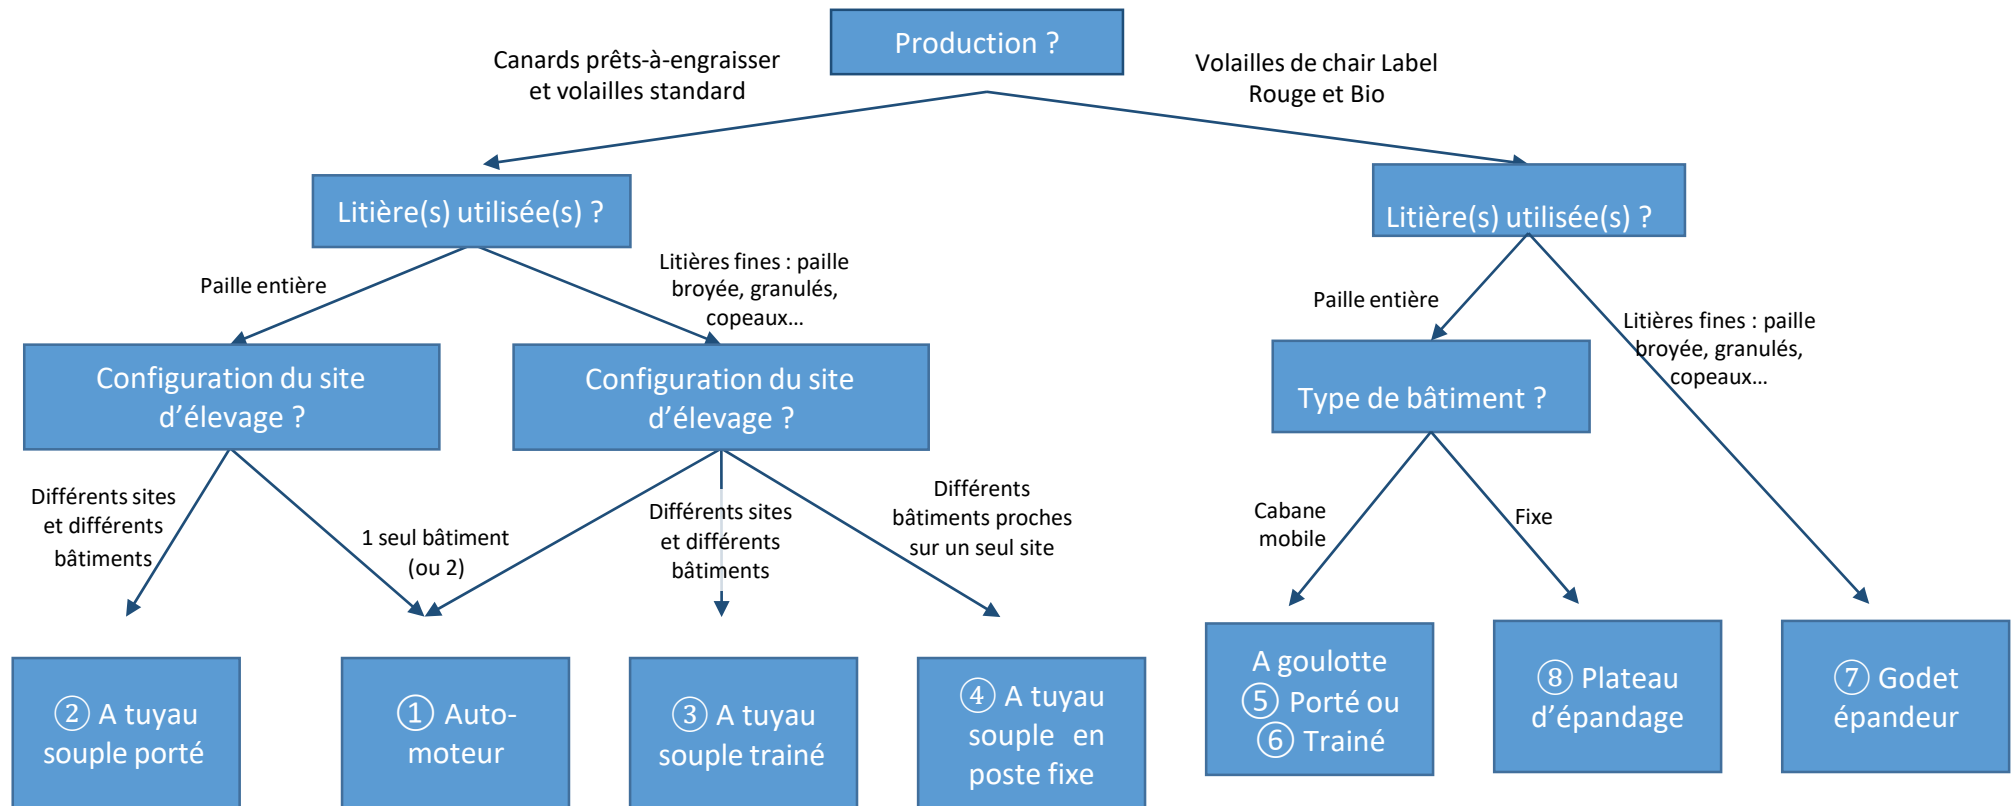 Production ?
Canards prêts-à-engraisser
et volailles standard
Volailles de chair Label
Rouge et Bio
Litière(s) utilisée(s) ?
Litière(s) utilisée(s) ?
Paille entière
Litières fines : paille
broyée, granulés,
copeaux...
Paille entière
Litières fines : paille
broyée, granulés,
copeaux...
Configuration du site
d’élevage ?
Configuration du site
d’élevage ?
Type de bâtiment ?
Différents sites
et différents
bâtiments
1 seul bâtiment
(ou 2)
Différents sites
et différents
bâtiments
Différents
bâtiments proches
sur un seul site
Cabane
mobile
Fixe
② A tuyau
souple porté
① Auto-
moteur
③ A tuyau
souple trainé
④ A tuyau
souple en
poste fixe
A goulotte
⑤ Porté ou
⑥ Trainé
⑧ Plateau
d’épandage
⑦ Godet
épandeur